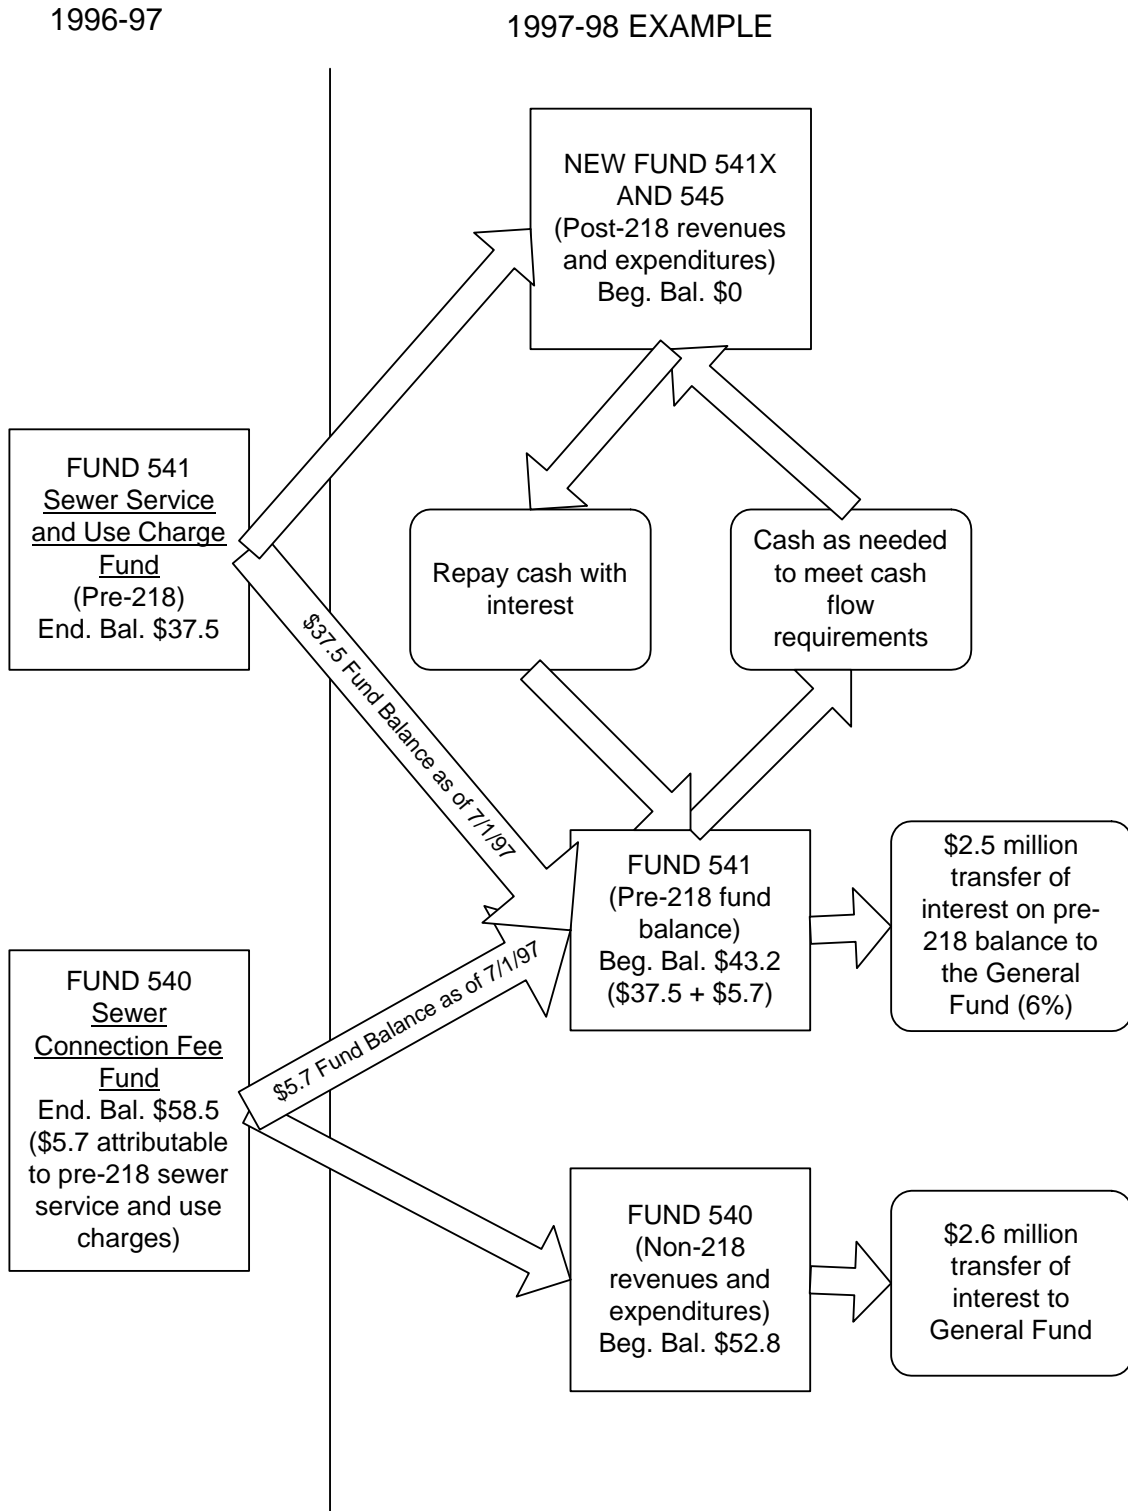 1996-97
1997-98 EXAMPLE
NEW FUND 541X
AND 545
(Post-218 revenues
and expenditures)
Beg. Bal. $0
FUND 541
Sewer Service
and Use Charge
Fund
(Pre-218)
End. Bal. $37.5
Repay cash with
interest
Cash as needed
to meet cash
flow
requirements
$37.5 Fund Balance as of 7/1/97
FUND 541
(Pre-218 fund
balance)
Beg. Bal. $43.2
($37.5 + $5.7)
$2.5 million
transfer of
interest on pre-
218 balance to
the General
Fund (6%)
$5.7 Fund Balance as of 7/1/97
FUND 540
Sewer
Connection Fee
Fund
End. Bal. $58.5
($5.7 attributable
to pre-218 sewer
service and use
charges)
FUND 540
(Non-218
revenues and
expenditures)
Beg. Bal. $52.8
$2.6 million
transfer of
interest to
General Fund